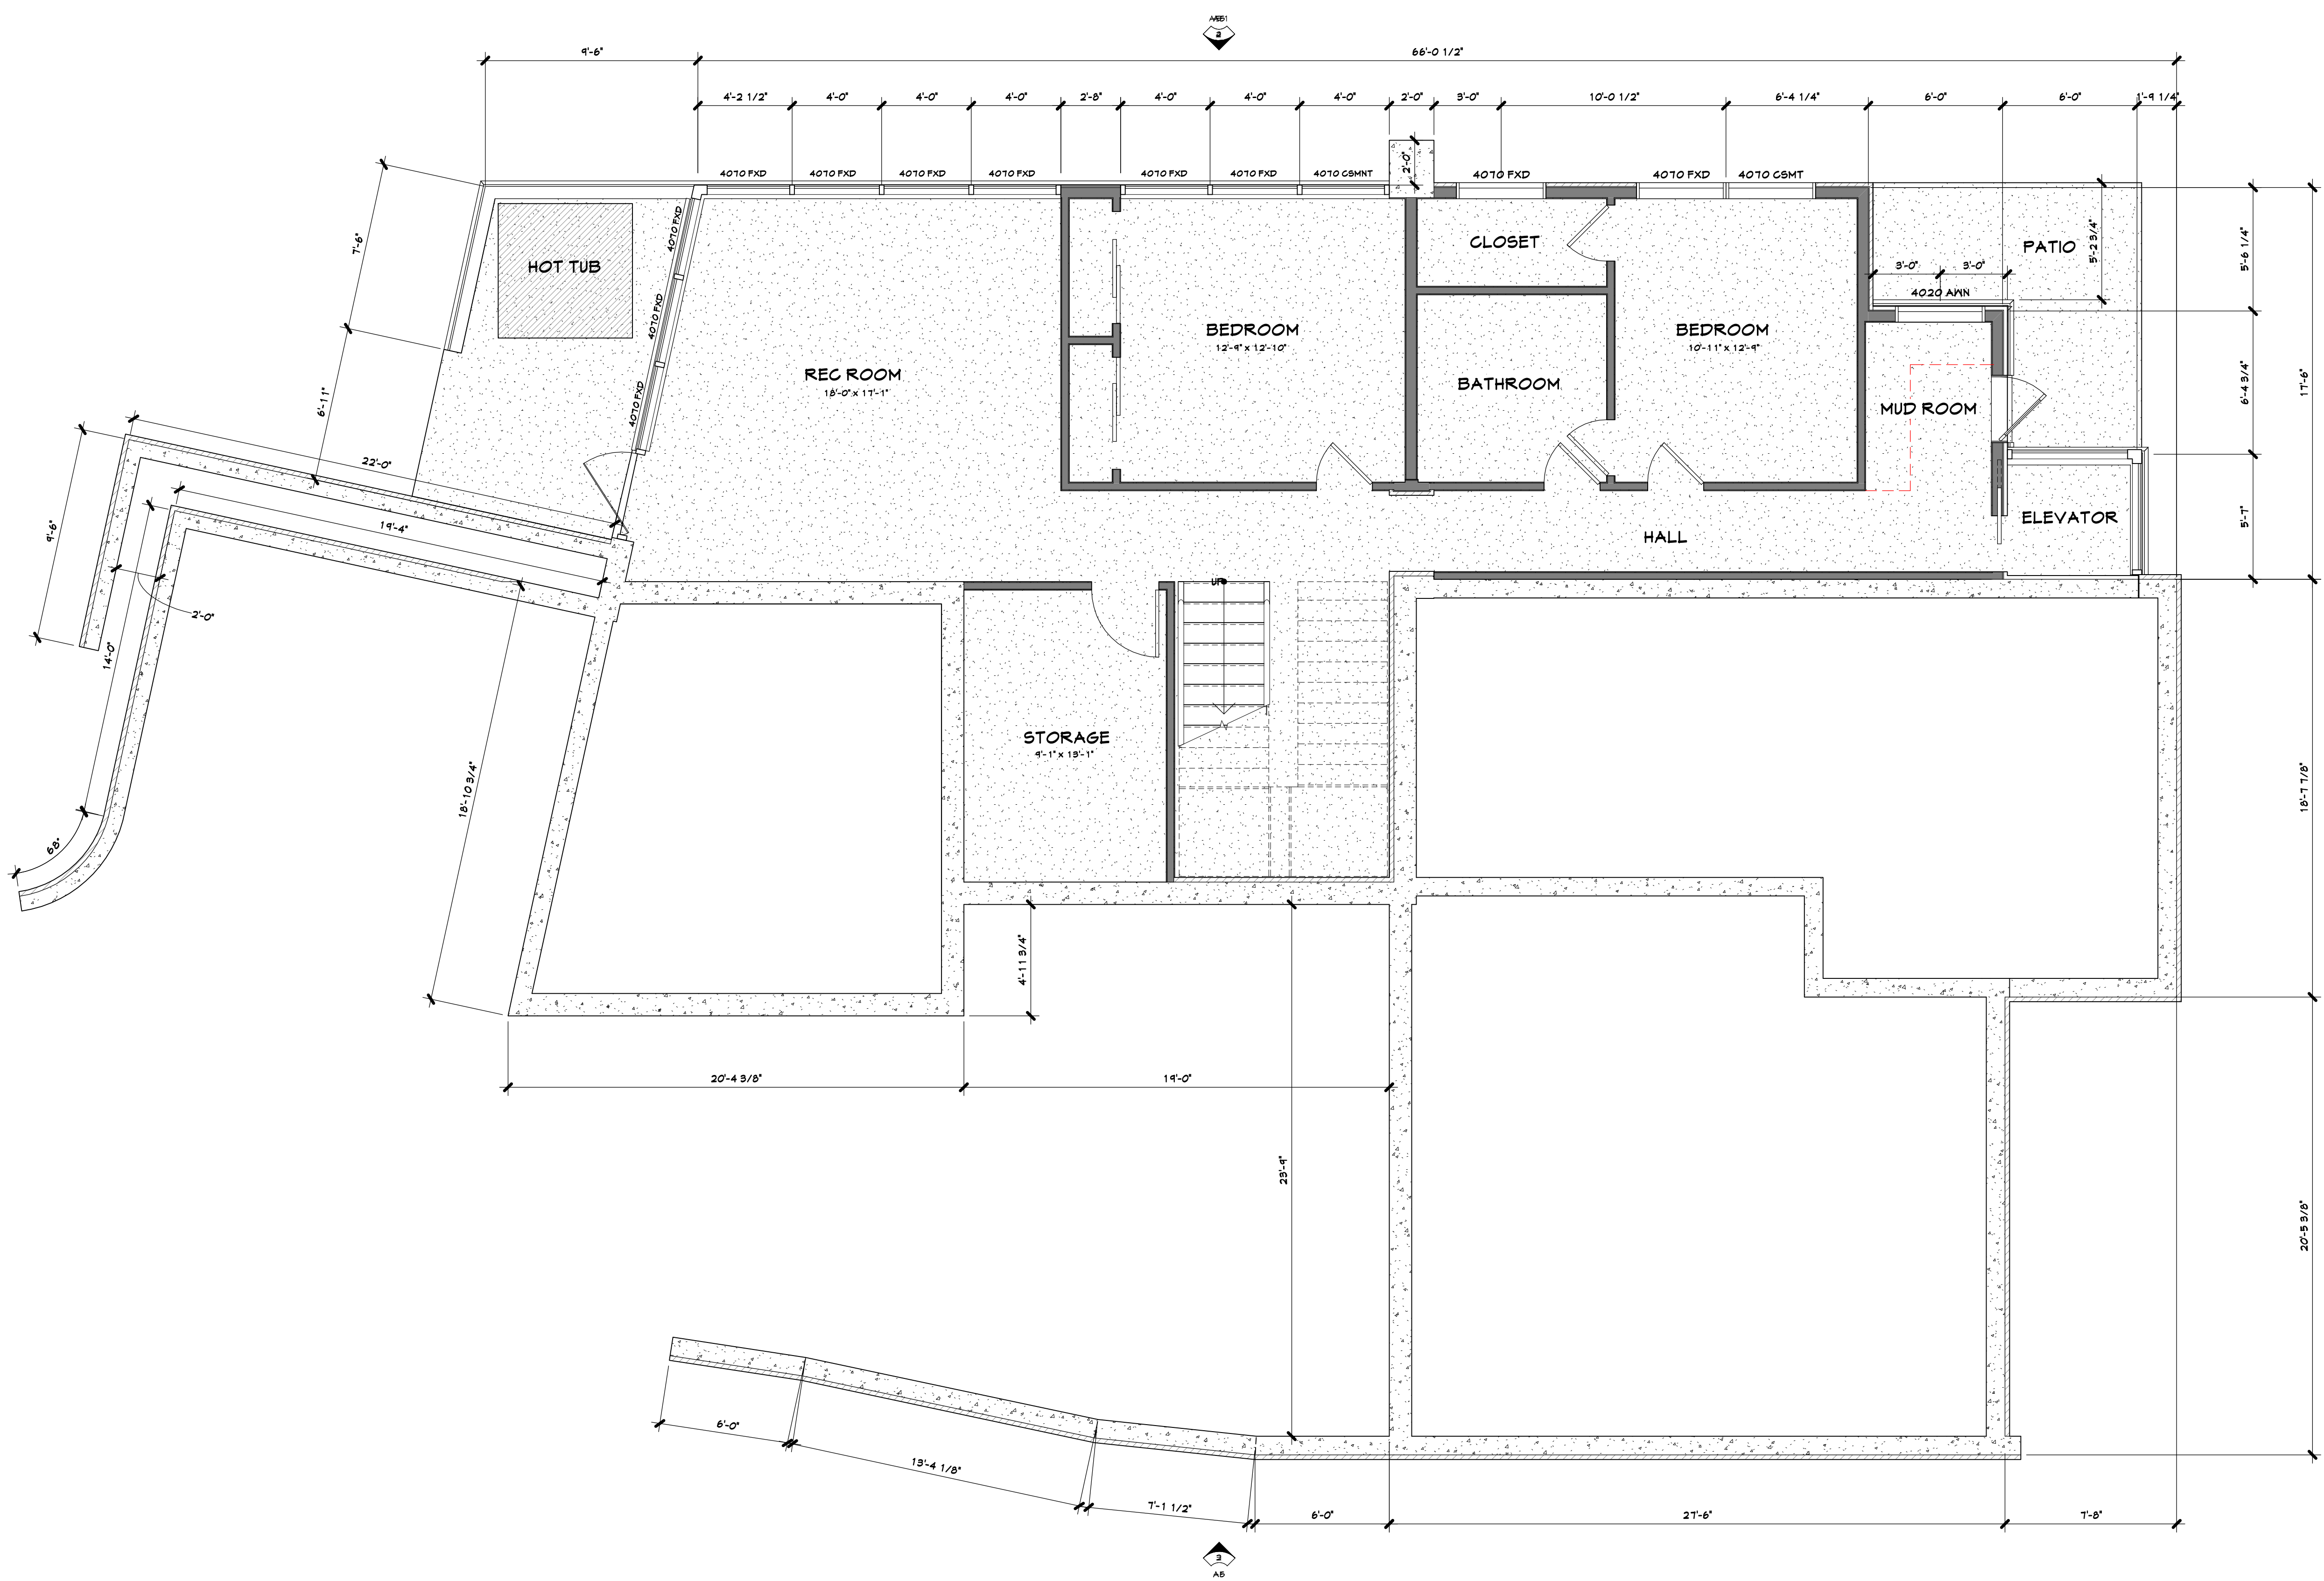 2
9'-6"
66'-0 1/2"
4'-2 1/2"
4'-0"
4'-0"
4'-0"
2'-8"
4'-0"
4'-0"
4'-0"
2'-0"
3'-0"
10'-0 1/2"
6'-4 1/4"
6'-0"
6'-0"
1'-9 1/4"
2'-0"
4070 FXD
4070 FXD
4070 FXD
4070 FXD
4070 FXD
4070 FXD
4070 CSMNT
4070 FXD
4070 FXD
4070 CSMT
7'-6"
HOT TUB
4070 FXD
4070 FXD
4070 FXD
CLOSET
PATIO
5'-2 3/4"
5'-6 1/4"
3'-0"
3'-0"
4020 AWN
BEDROOM
12'-9" x 12'-10"
BEDROOM
10'-11" x 12'-9"
REC ROOM
18'-0" x 17'-1"
BATHROOM
MUD ROOM
6'-4 3/4"
17'-6"
6'-11"
22'-0"
9'-6"
19'-4"
HALL
ELEVATOR
5'-7"
UP
2'-0"
14'-0"
68"
18'-10 3/4"
STORAGE
9'-1" x 13'-1"
18'-7 7/8"
4'-11 3/4"
20'-4 3/8"
19'-0"
23'-9"
20'-5 3/8"
6'-0"
13'-4 1/8"
7'-1 1/2"
6'-0"
27'-6"
7'-8"
3
A5